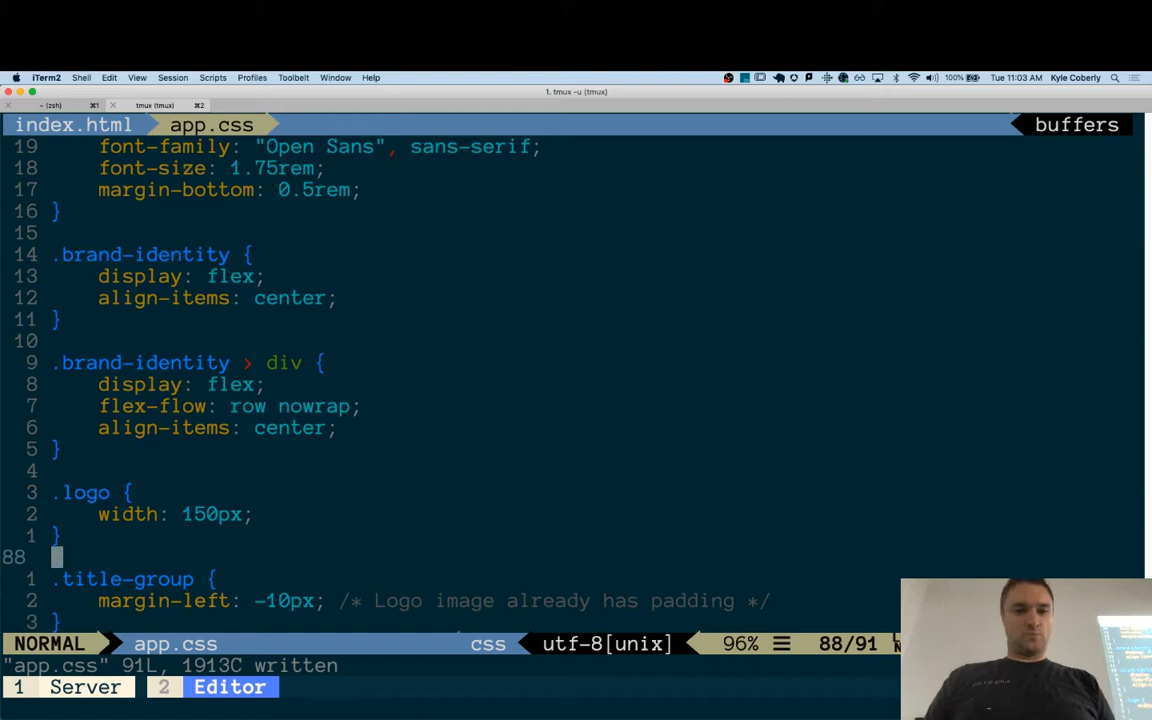 iTerm2 Shell Edit View Session Scripts Profiles Toolbelt Window Help 100% Tue 11:03 AM Kyle Coberly
1. tmux -u (tmux)
~ (zsh) ⌘1 tmux (tmux) ⌘2
index.html app.css buffers
19 font-family: "Open Sans", sans-serif;
18 font-size: 1.75rem;
17 margin-bottom: 0.5rem;
16 }
15
14 .brand-identity {
13 display: flex;
12 align-items: center;
11 }
10
9 .brand-identity > div {
8 display: flex;
7 flex-flow: row nowrap;
6 align-items: center;
5 }
4
3 .logo {
2 width: 150px;
1 }
88
1 .title-group {
2 margin-left: -10px; /* Logo image already has padding */
3 }
NORMAL app.css css utf-8[unix] 96% ☰ 88/91
"app.css" 91L, 1913C written
1 Server 2 Editor